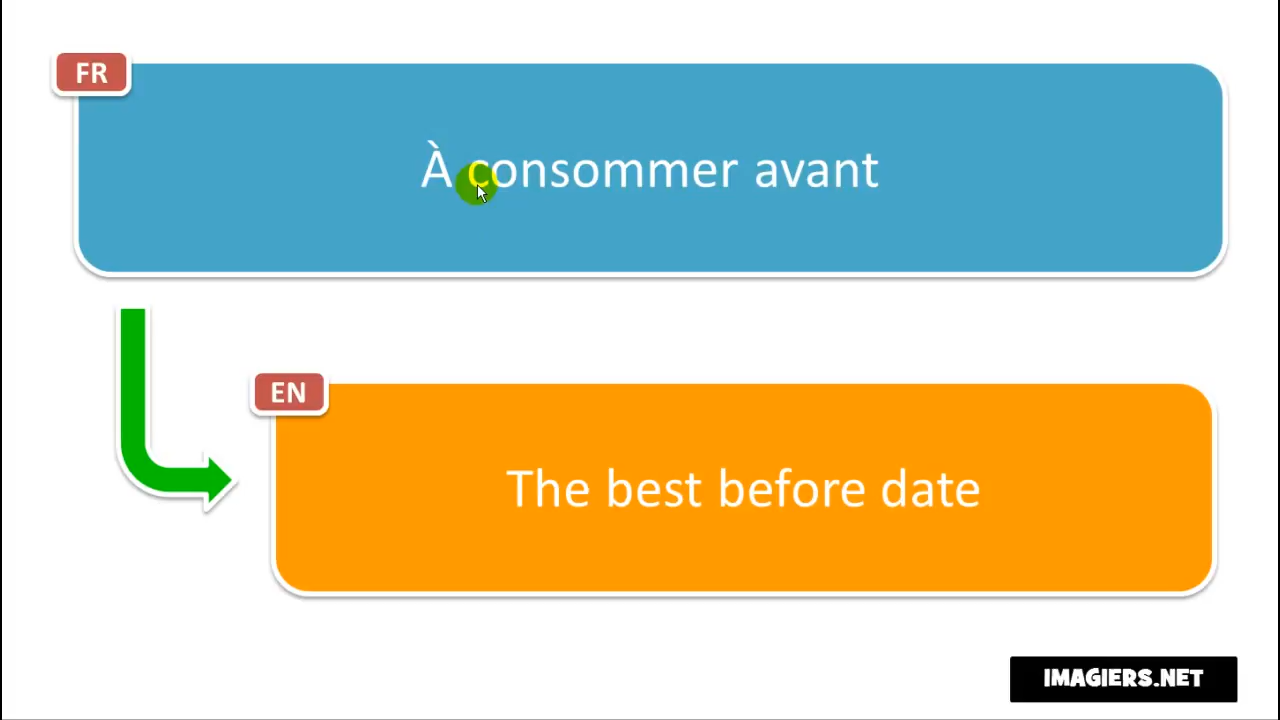 FR
À consommer avant
EN
The best before date
IMAGIERS.NET